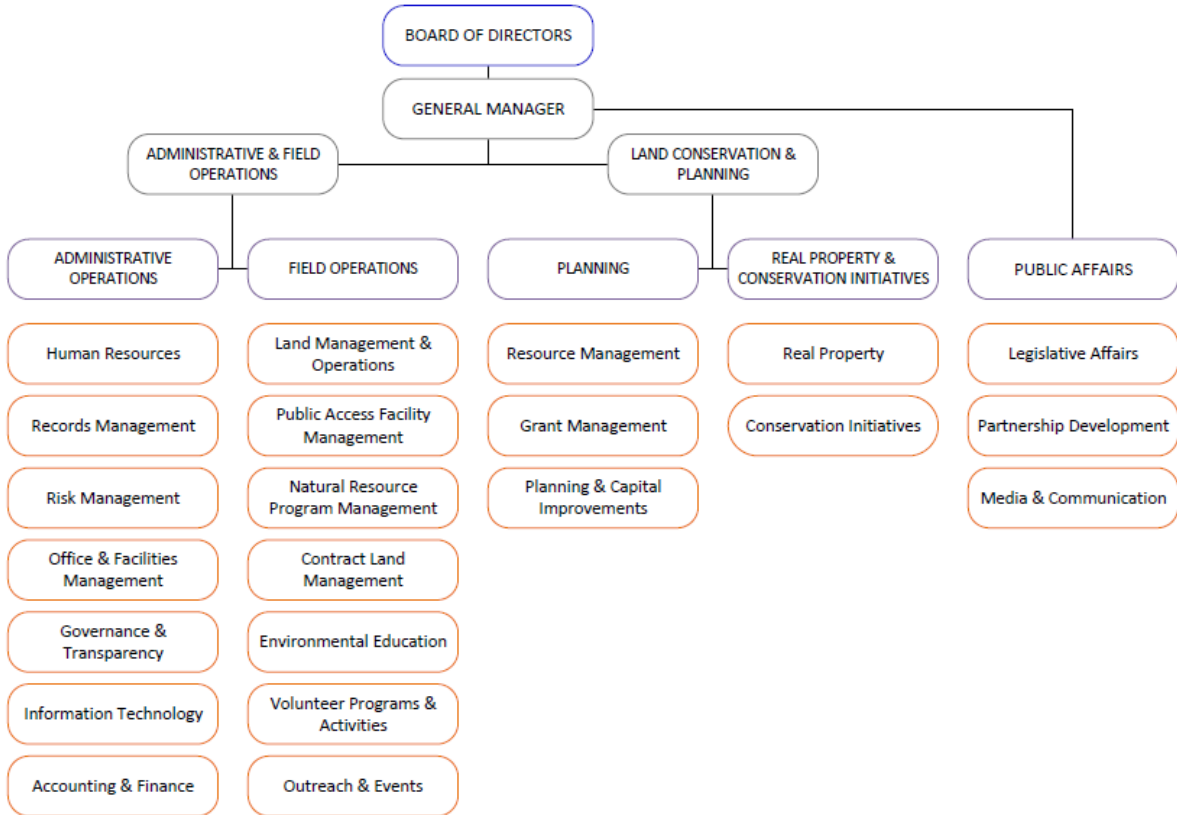 BOARD OF DIRECTORS
GENERAL MANAGER
ADMINISTRATIVE & FIELD
OPERATIONS
LAND CONSERVATION &
PLANNING
ADMINISTRATIVE
OPERATIONS
FIELD OPERATIONS
PLANNING
REAL PROPERTY &
CONSERVATION INITIATIVES
PUBLIC AFFAIRS
Human Resources
Land Management &
Operations
Resource Management
Real Property
Legislative Affairs
Records Management
Public Access Facility
Management
Grant Management
Conservation Initiatives
Partnership Development
Risk Management
Natural Resource
Program Management
Planning & Capital
Improvements
Media & Communication
Office & Facilities
Management
Contract Land
Management
Governance &
Transparency
Environmental Education
Information Technology
Volunteer Programs &
Activities
Accounting & Finance
Outreach & Events